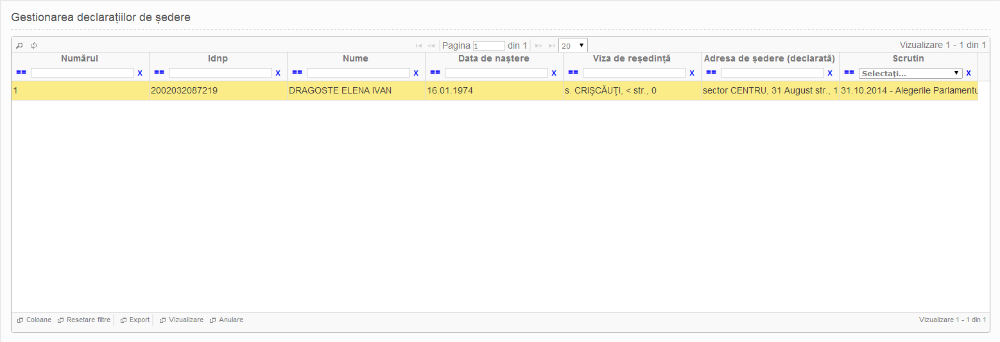 Gestionarea declarațiilor de ședere
Pagina 1 din 1 20 Vizualizare 1 - 1 din 1
Numărul Idnp Nume Data de naștere Viza de reședință Adresa de ședere (declarată) Scrutin
== x == x == x == x == x == x == Selectați... x
1 2002032087219 DRAGOSTE ELENA IVAN 16.01.1974 s. CRIŞCĂUŢI, < str., 0 sector CENTRU, 31 August str., 1 31.10.2014 - Alegerile Parlamentu
Coloane Resetare filtre Export Vizualizare Anulare Vizualizare 1 - 1 din 1